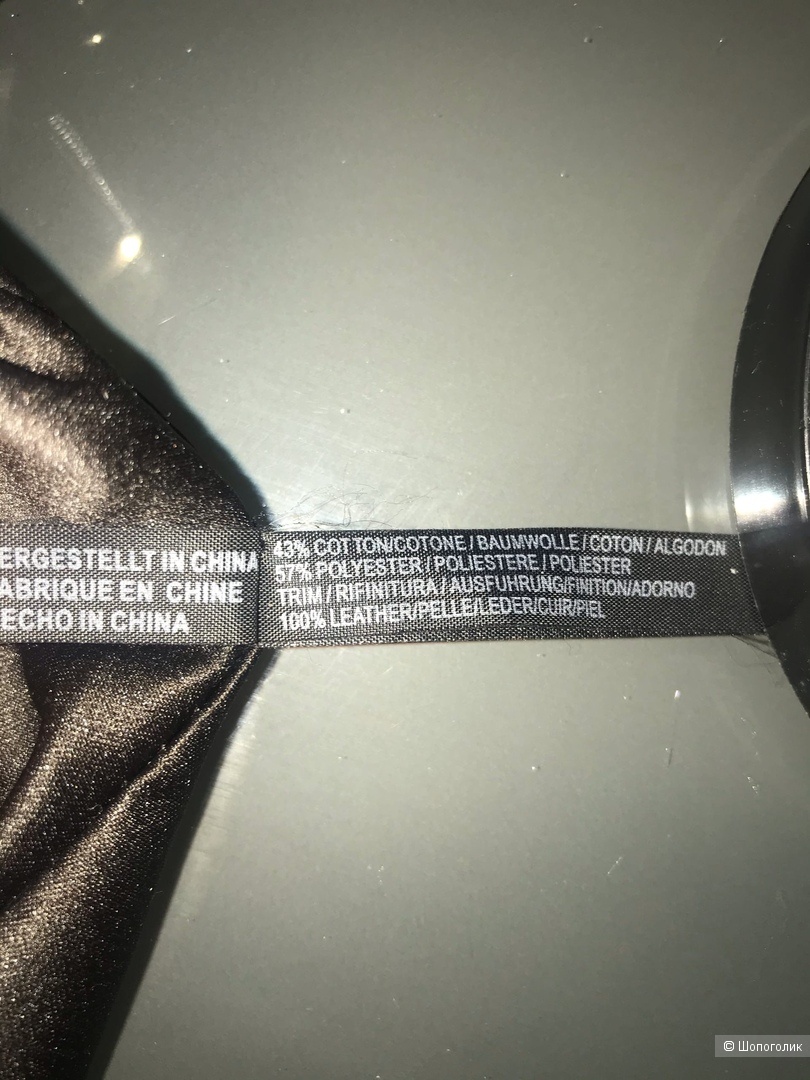 ERGESTELLT IN CHINA
ABRIQUE EN CHINE
ECHO IN CHINA
43% COTTON/COTONE / BAUMWOLLE / COTON / ALGODON
57% POLYESTER / POLIESTERE / POLIESTER
TRIM / RIFINITURA / AUSFUHRUNG/FINITION/ADORNO
100% LEATHER/PELLE/LEDER/CUIR/PIEL
© Шопоголик